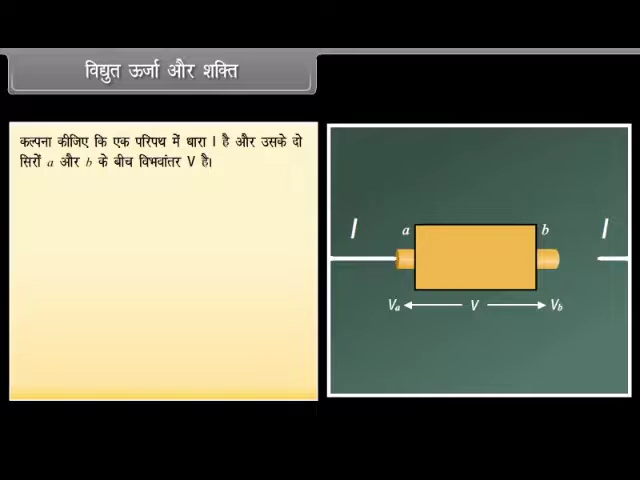 विद्युत ऊर्जा और शक्ति
कल्पना कीजिए कि एक परिपथ में धारा I है और उसके दो
सिरों a और b के बीच विभवांतर V है।
I a b I
Va V Vb